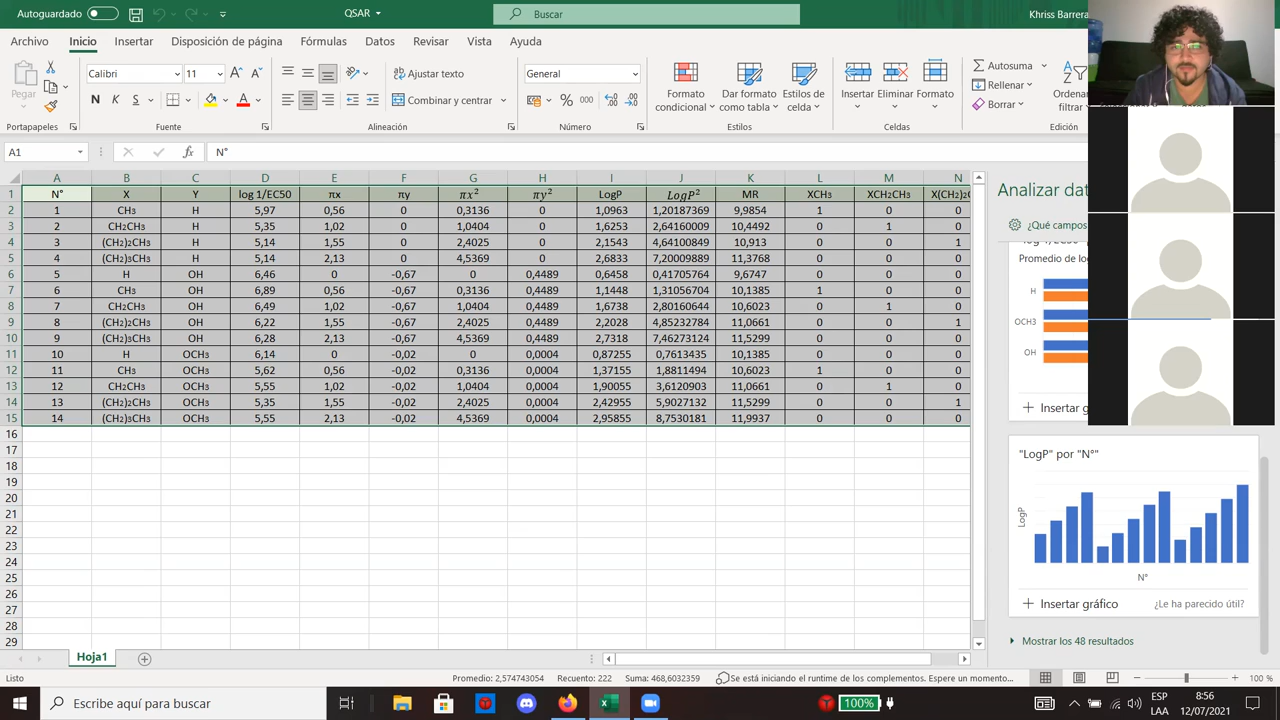 Autoguardado
QSAR
Buscar
Khriss Barrera
Archivo Inicio Insertar Disposición de página Fórmulas Datos Revisar Vista Ayuda
Pegar
Calibri 11
N K S
General
Ajustar texto
Combinar y centrar
% 000
Formato condicional
Dar formato como tabla
Estilos de celda
Insertar Eliminar Formato
Autosuma
Rellenar
Borrar
Ordenar filtrar
Portapapeles Fuente Alineación Número Estilos Celdas Edición
A1 fx N°
A B C D E F G H I J K L M N
1 N° X Y log 1/EC50 πx πy πx² πy² LogP LogP² MR XCH₃ XCH₂CH₃
2 1 CH₃ H 5,97 0,56 0 0,3136 0 1,0963 1,20187369 9,9854 1 0 0
3 2 CH₂CH₃ H 5,35 1,02 0 1,0404 0 1,6253 2,64160009 10,4492 0 1 0
4 3 (CH₂)₂CH₃ H 5,14 1,55 0 2,4025 0 2,1543 4,64100849 10,913 0 0 1
5 4 (CH₂)₃CH₃ H 5,14 2,13 0 4,5369 0 2,6833 7,20009889 11,3768 0 0 0
6 5 H OH 6,46 0 -0,67 0 0,4489 0,6458 0,41705764 9,6747 0 0 0
7 6 CH₃ OH 6,89 0,56 -0,67 0,3136 0,4489 1,1448 1,31056704 10,1385 1 0 0
8 7 CH₂CH₃ OH 6,49 1,02 -0,67 1,0404 0,4489 1,6738 2,80160644 10,6023 0 1 0
9 8 (CH₂)₂CH₃ OH 6,22 1,55 -0,67 2,4025 0,4489 2,2028 4,85232784 11,0661 0 0 1
10 9 (CH₂)₃CH₃ OH 6,28 2,13 -0,67 4,5369 0,4489 2,7318 7,46273124 11,5299 0 0 0
11 10 H OCH₃ 6,14 0 -0,02 0 0,0004 0,87255 0,7613435 10,1385 0 0 0
12 11 CH₃ OCH₃ 5,62 0,56 -0,02 0,3136 0,0004 1,37155 1,8811494 10,6023 1 0 0
13 12 CH₂CH₃ OCH₃ 5,55 1,02 -0,02 1,0404 0,0004 1,90055 3,6120903 11,0661 0 1 0
14 13 (CH₂)₂CH₃ OCH₃ 5,35 1,55 -0,02 2,4025 0,0004 2,42955 5,9027132 11,5299 0 0 1
15 14 (CH₂)₃CH₃ OCH₃ 5,55 2,13 -0,02 4,5369 0,0004 2,95855 8,7530181 11,9937 0 0 0
16
17
18
19
20
21
22
23
24
25
26
27
28
29
Analizar dat
¿Qué campos
Promedio de log
H
OCH3
OH
Insertar
"LogP" por "N°"
LogP
N°
Insertar gráfico ¿Le ha parecido útil?
Mostrar los 48 resultados
Hoja1
Listo Promedio: 2,574743054 Recuento: 222 Suma: 468,6032359 Se está iniciando el runtime de los complementos. Espere un momento... 100 %
Escribe aquí para buscar
100%
ESP
LAA
8:56
12/07/2021